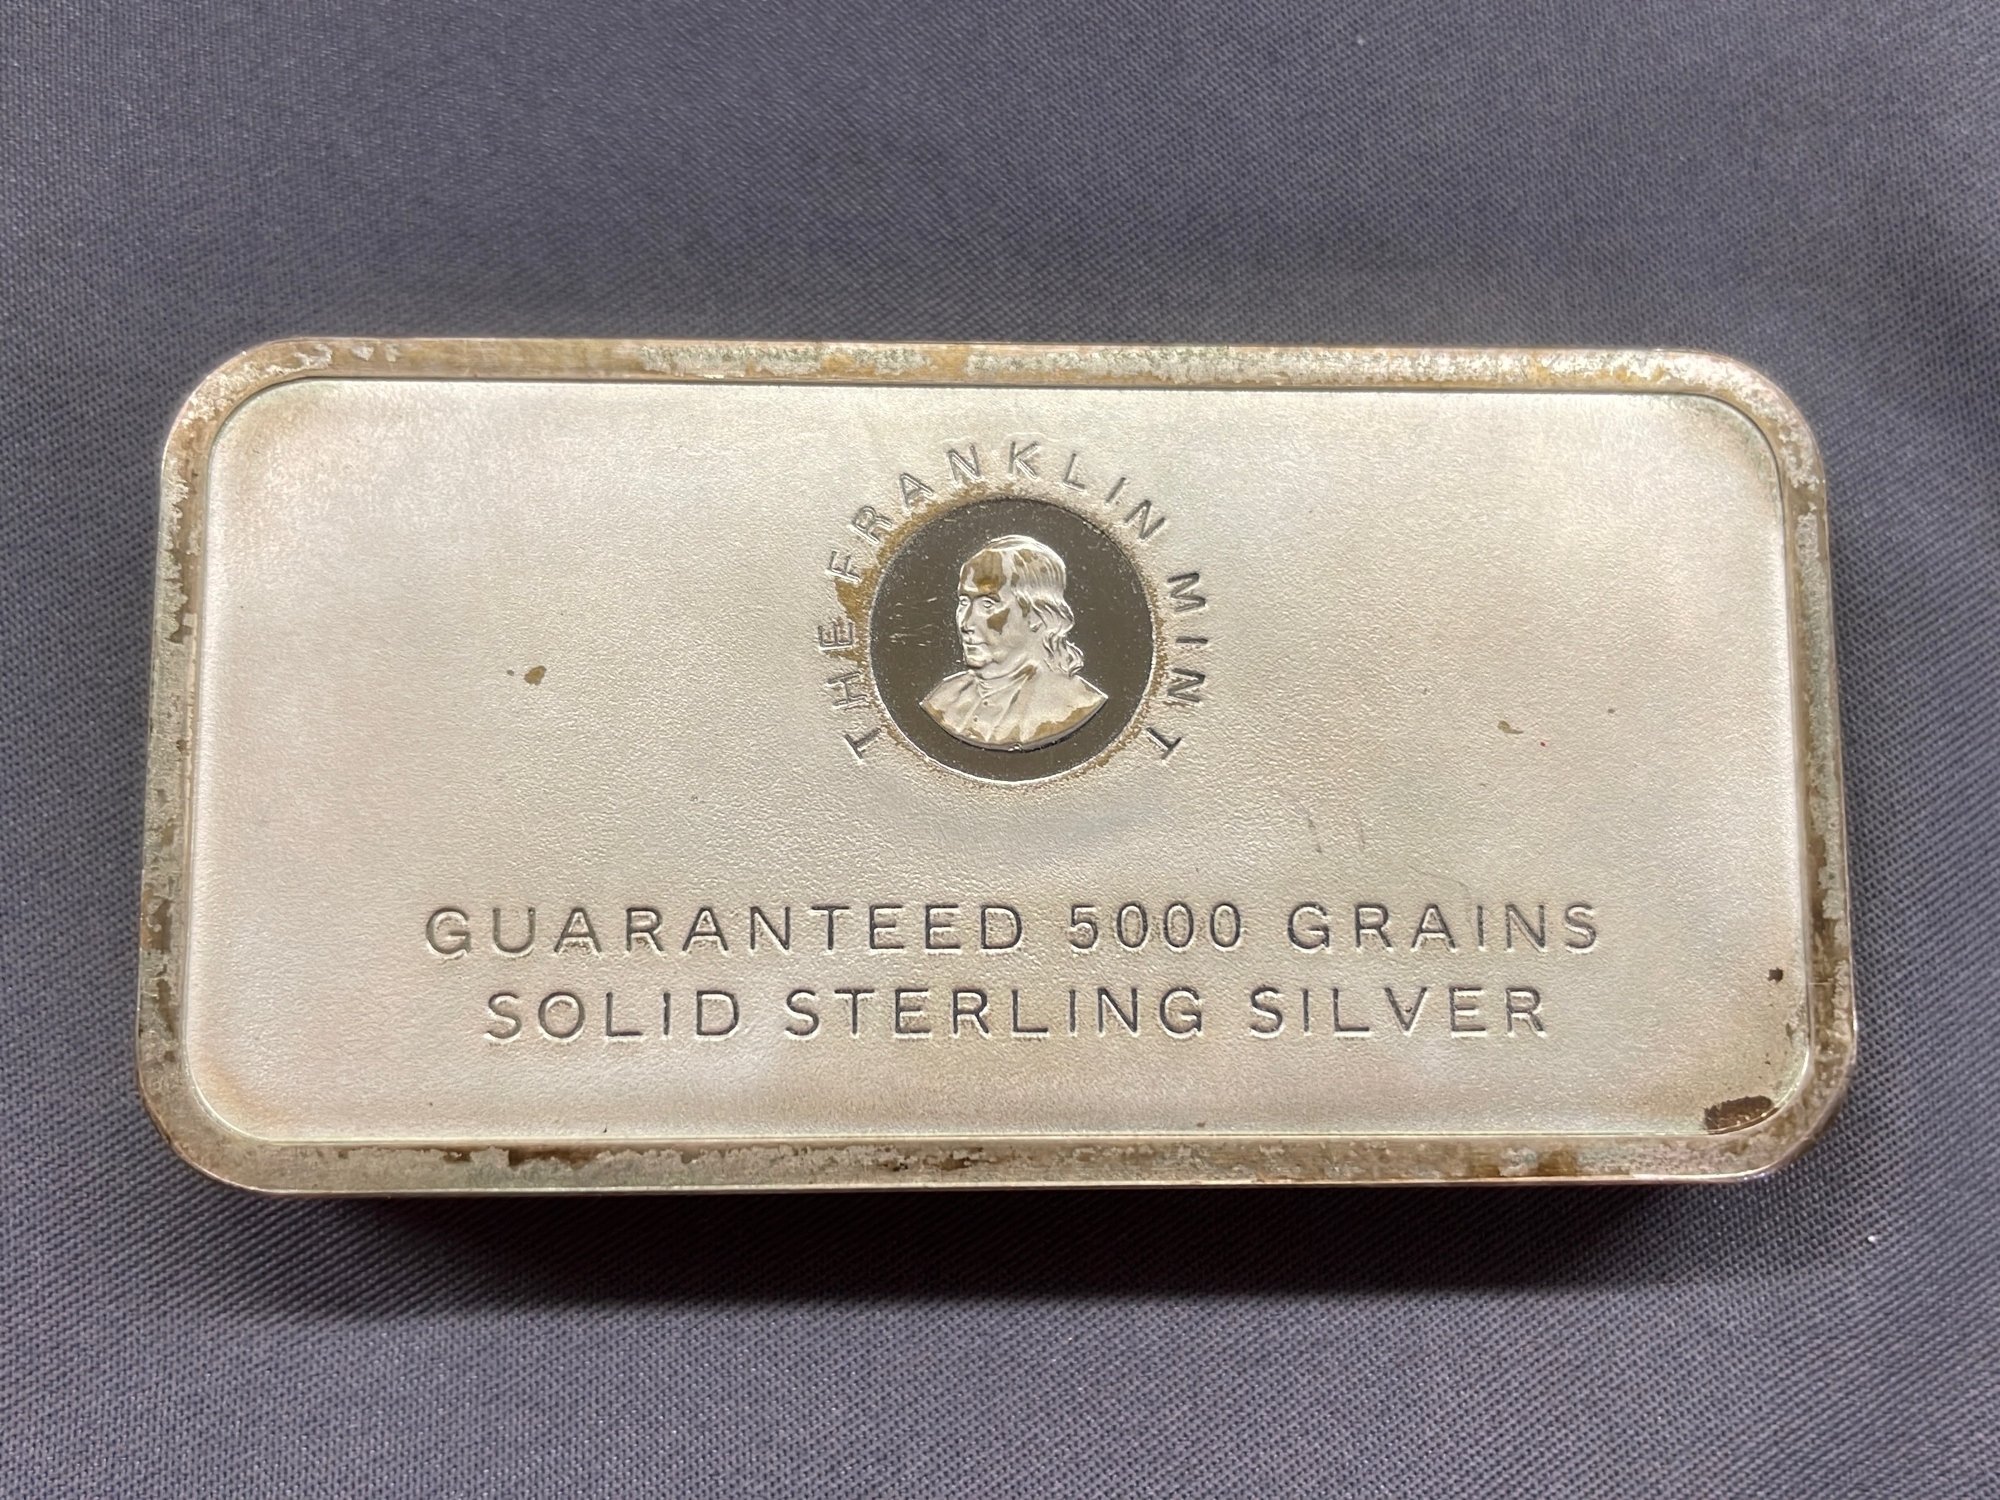 THE FRANKLIN MINT
GUARANTEED 5000 GRAINS
SOLID STERLING SILVER